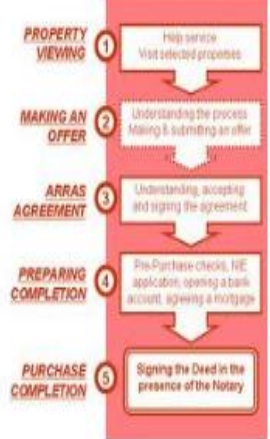 PROPERTY
VIEWING
1
Help service
Visit selected properties
MAKING AN
OFFER
2
Understanding the process
Making & submitting an offer
ARRAS
AGREEMENT
3
Understanding, accepting
and signing the agreement
PREPARING
COMPLETION
4
Pre-Purchase checks, NIE
application, opening a bank
account, agreeing a mortgage
PURCHASE
COMPLETION
5
Signing the Deed in the
presence of the Notary